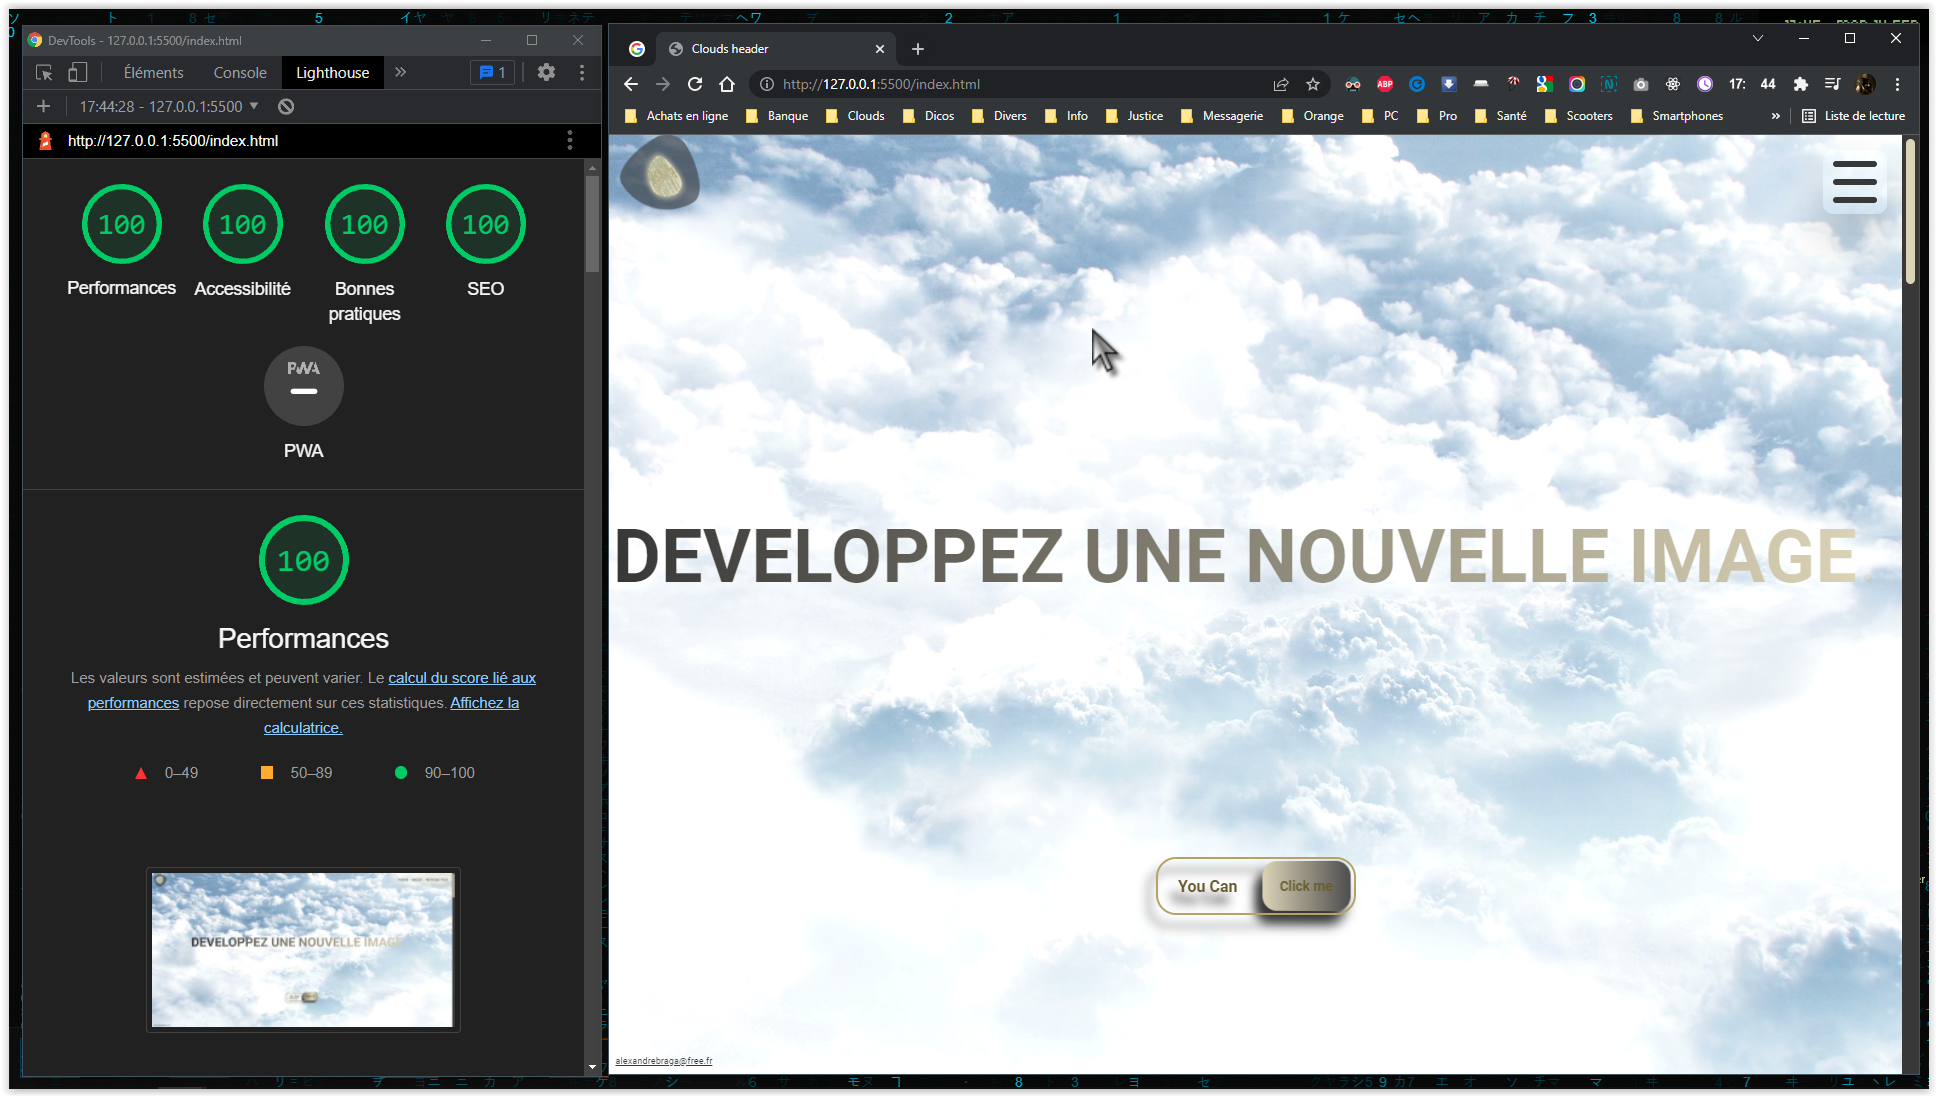 DevTools - 127.0.0.1:5500/index.html
Éléments Console Lighthouse » 1
17:44:28 - 127.0.0.1:5500
http://127.0.0.1:5500/index.html
100 100 100 100
Performances Accessibilité Bonnes pratiques SEO
PWA
PWA
100
Performances
Les valeurs sont estimées et peuvent varier. Le calcul du score lié aux
performances repose directement sur ces statistiques. Affichez la
calculatrice.
0–49 50–89 90–100
DEVELOPPEZ UNE NOUVELLE IMAGE
Clouds header
http://127.0.0.1:5500/index.html
ABP
17: 44
Achats en ligne Banque Clouds Dicos Divers Info Justice Messagerie Orange PC Pro Santé Scooters Smartphones » Liste de lecture
DEVELOPPEZ UNE NOUVELLE IMAGE.
You Can Click me
alexandrebraga@free.fr